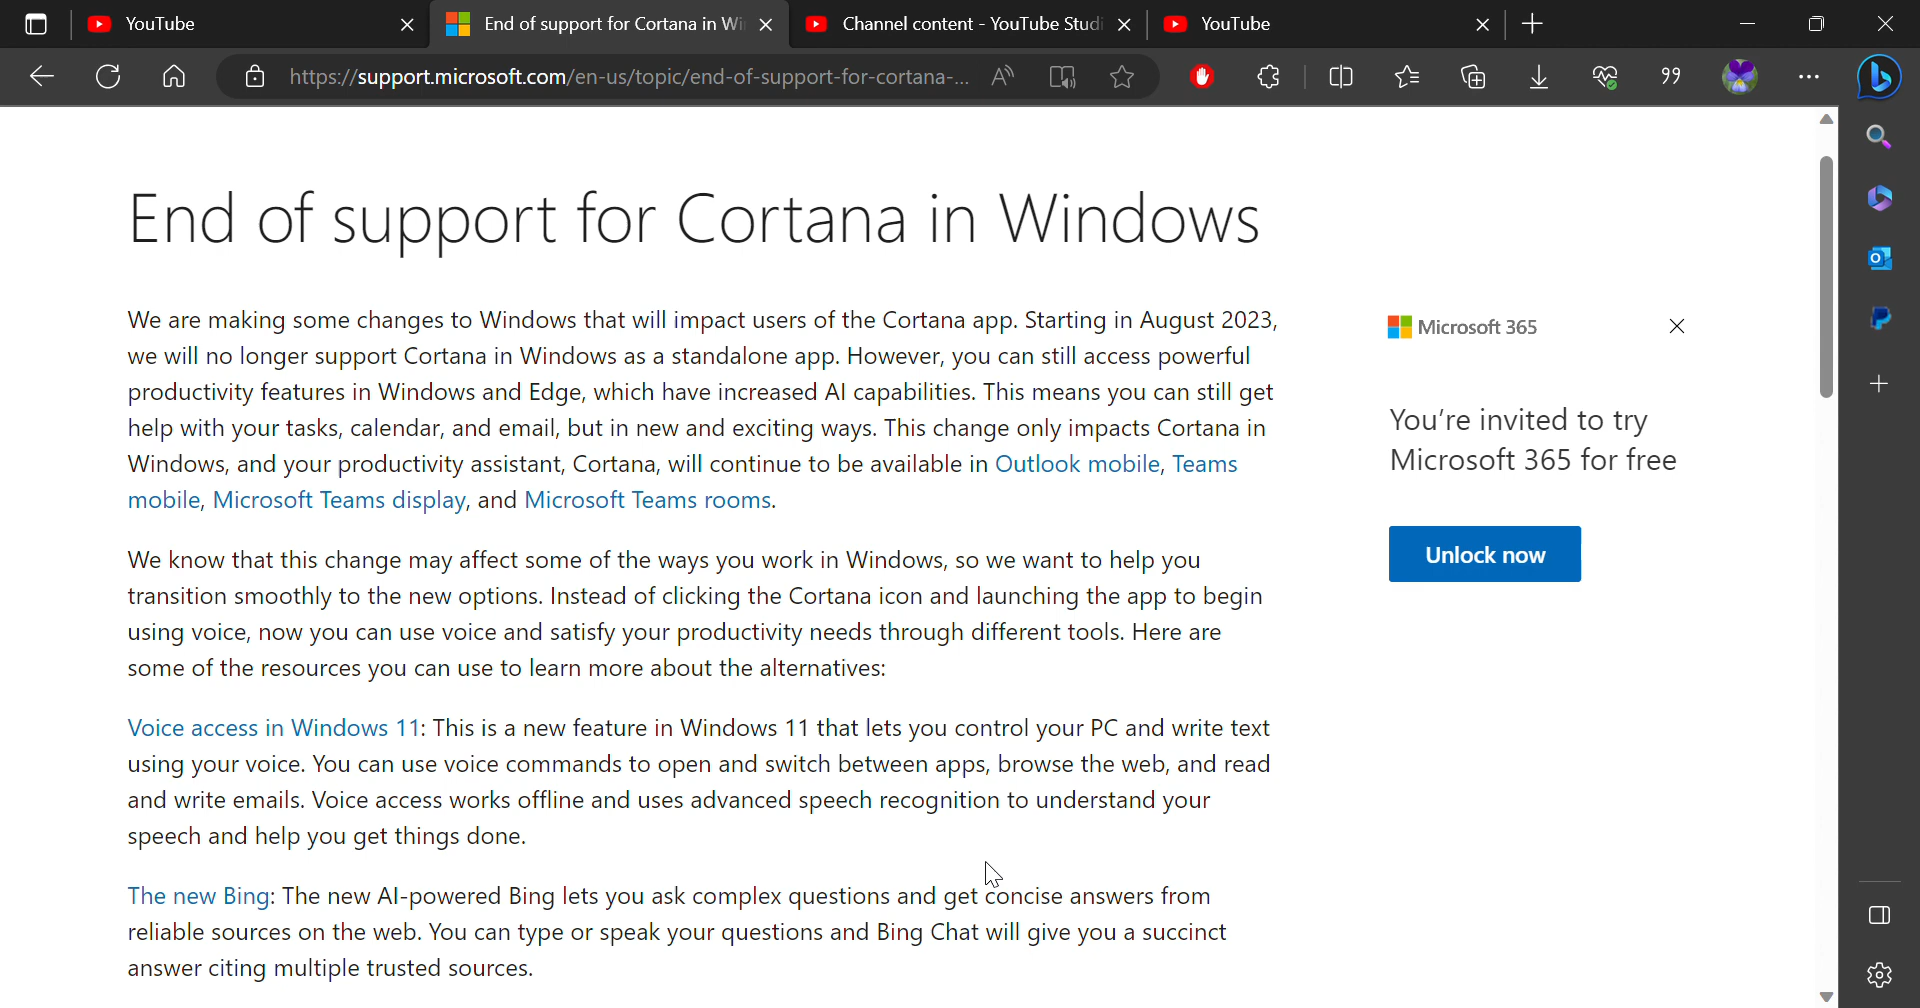 YouTube
End of support for Cortana in Wi
Channel content - YouTube Studi
YouTube
https://support.microsoft.com/en-us/topic/end-of-support-for-cortana-...
End of support for Cortana in Windows
We are making some changes to Windows that will impact users of the Cortana app. Starting in August 2023,
we will no longer support Cortana in Windows as a standalone app. However, you can still access powerful
productivity features in Windows and Edge, which have increased AI capabilities. This means you can still get
help with your tasks, calendar, and email, but in new and exciting ways. This change only impacts Cortana in
Windows, and your productivity assistant, Cortana, will continue to be available in Outlook mobile, Teams
mobile, Microsoft Teams display, and Microsoft Teams rooms.
We know that this change may affect some of the ways you work in Windows, so we want to help you
transition smoothly to the new options. Instead of clicking the Cortana icon and launching the app to begin
using voice, now you can use voice and satisfy your productivity needs through different tools. Here are
some of the resources you can use to learn more about the alternatives:
Voice access in Windows 11: This is a new feature in Windows 11 that lets you control your PC and write text
using your voice. You can use voice commands to open and switch between apps, browse the web, and read
and write emails. Voice access works offline and uses advanced speech recognition to understand your
speech and help you get things done.
The new Bing: The new AI-powered Bing lets you ask complex questions and get concise answers from
reliable sources on the web. You can type or speak your questions and Bing Chat will give you a succinct
answer citing multiple trusted sources.
Microsoft 365
You're invited to try
Microsoft 365 for free
Unlock now